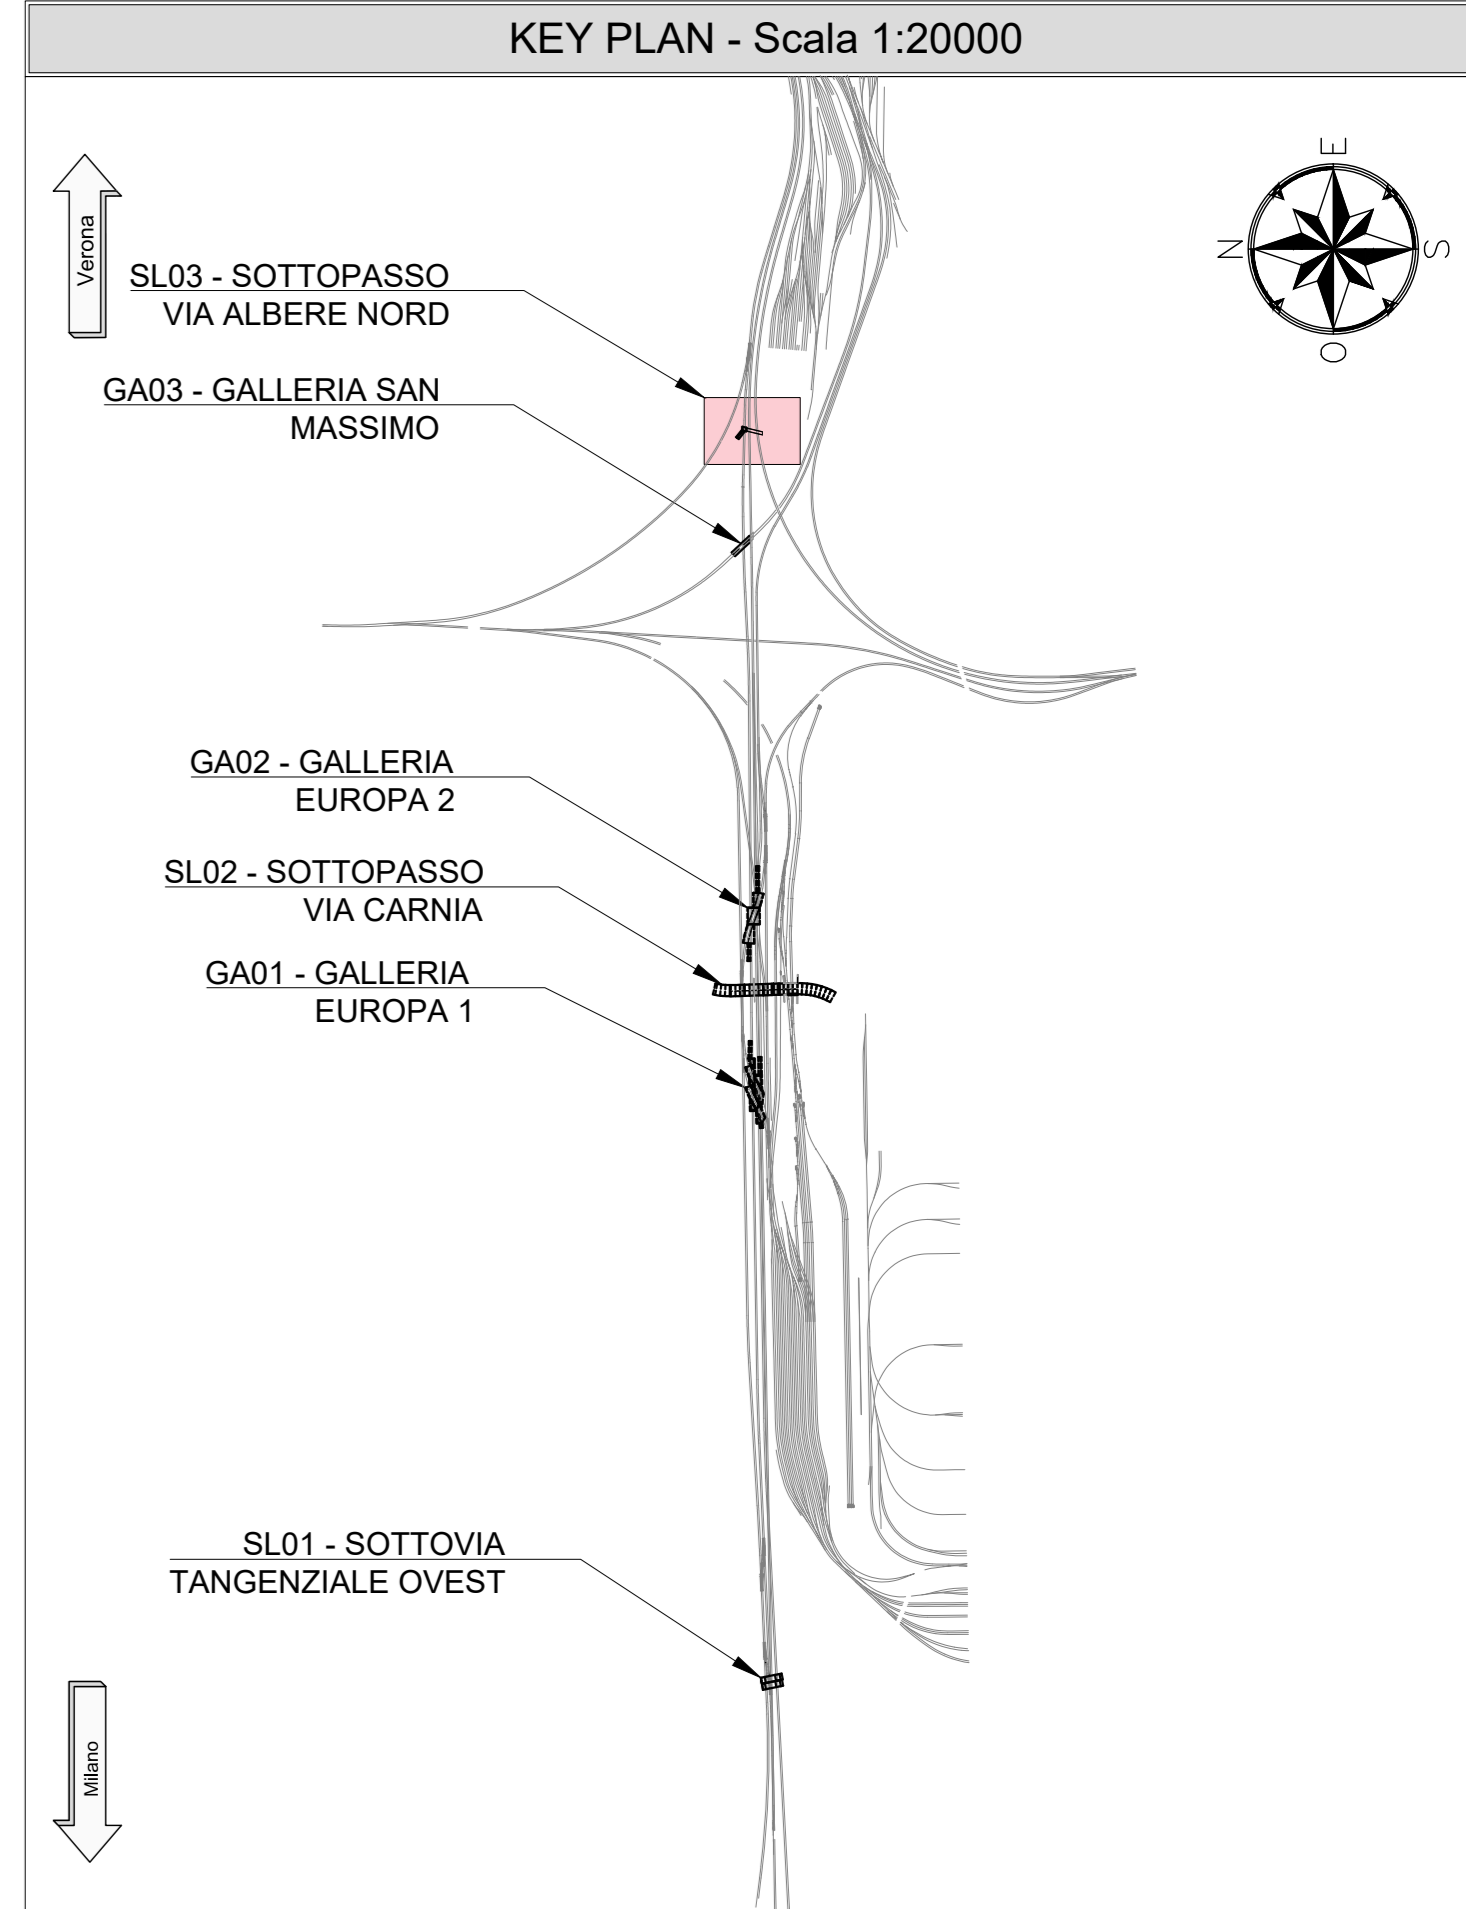 KEY PLAN - Scala 1:20000
E
N
S
O
Verona
SL03 - SOTTOPASSO
VIA ALBERE NORD
GA03 - GALLERIA SAN
MASSIMO
GA02 - GALLERIA
EUROPA 2
SL02 - SOTTOPASSO
VIA CARNIA
GA01 - GALLERIA
EUROPA 1
SL01 - SOTTOVIA
TANGENZIALE OVEST
Milano